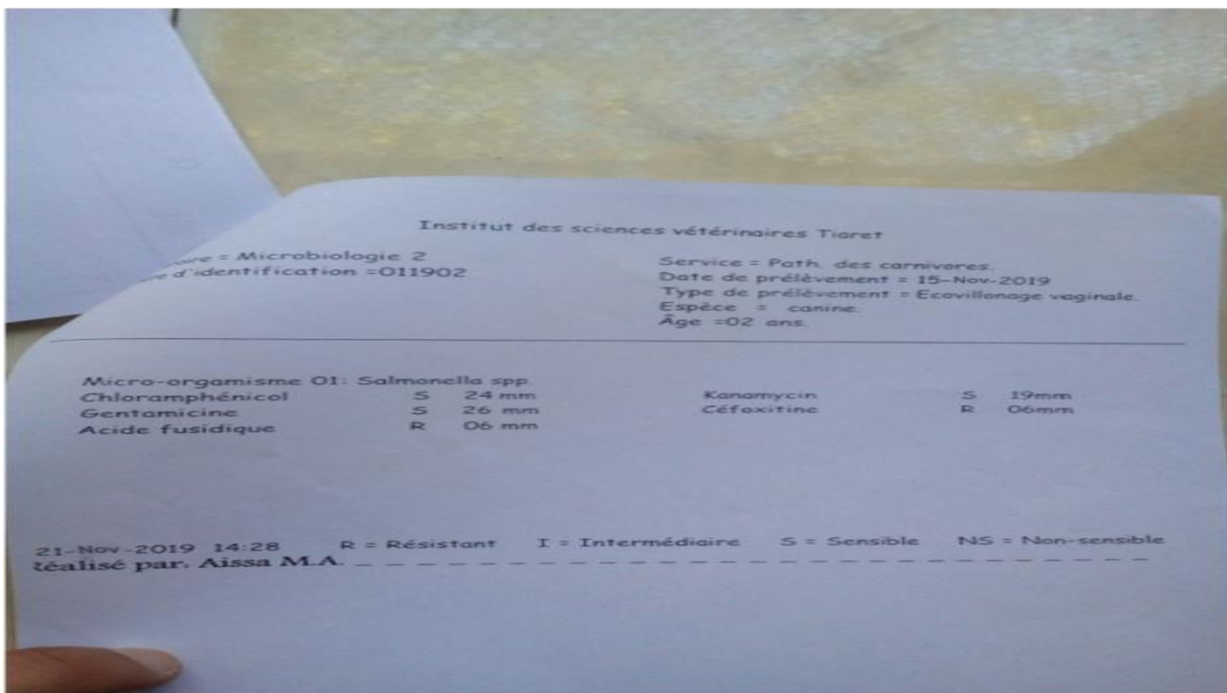 Institut des sciences vétérinaires Tiaret
= Microbiologie 2
d'identification =011902
Service = Path. des carnivores.
Date de prélèvement = 15-Nov-2019
Type de prélèvement = Ecovillonage vaginale.
Espèce = canine.
Âge =02 ans.
Micro-orgamisme 01: Salmonella spp.
Chloramphénicol S 24 mm Kanamycin S 19mm
Gentamicine S 26 mm Céfoxitine R 06mm
Acide fusidique R 06 mm
21-Nov-2019 14:28 R = Résistant I = Intermédiaire S = Sensible NS = Non-sensible
Réalisé par. Aissa M.A.